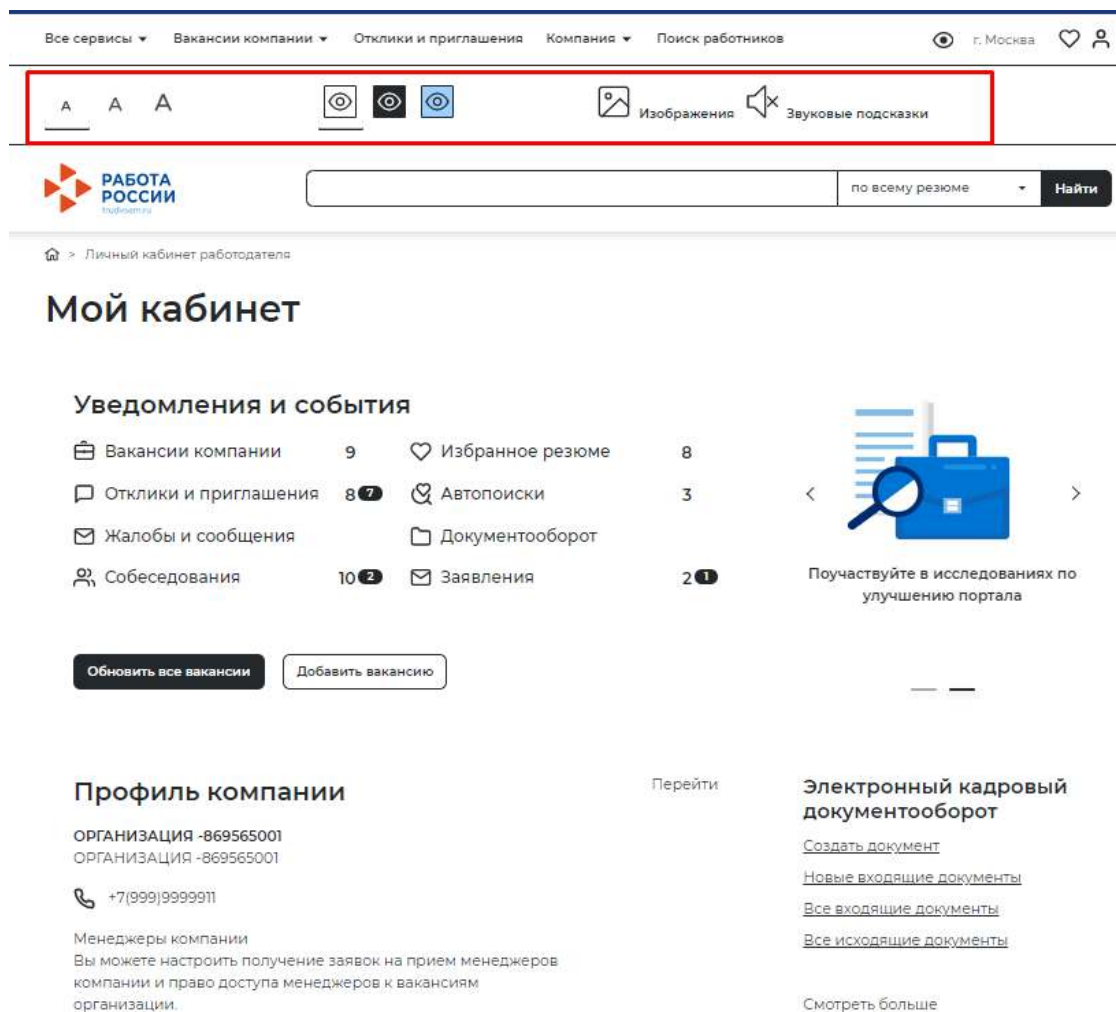 Все сервисы Вакансии компании Отклики и приглашения Компания Поиск работников г. Москва
А А А Изображения Звуковые подсказки
РАБОТА
РОССИИ
trudvsem.ru
по всему резюме Найти
> Личный кабинет работодателя
Мой кабинет
Уведомления и события
Вакансии компании 9 Избранное резюме 8
Отклики и приглашения 8 7 Автопоиски 3
Жалобы и сообщения Документооборот
Собеседования 10 2 Заявления 2 1
Поучаствуйте в исследованиях по
улучшению портала
Обновить все вакансии Добавить вакансию
Профиль компании Перейти
ОРГАНИЗАЦИЯ -869565001
ОРГАНИЗАЦИЯ -869565001
+7(999)9999911
Менеджеры компании
Вы можете настроить получение заявок на прием менеджеров
компании и право доступа менеджеров к вакансиям
организации.
Электронный кадровый
документооборот
Создать документ
Новые входящие документы
Все входящие документы
Все исходящие документы
Смотреть больше